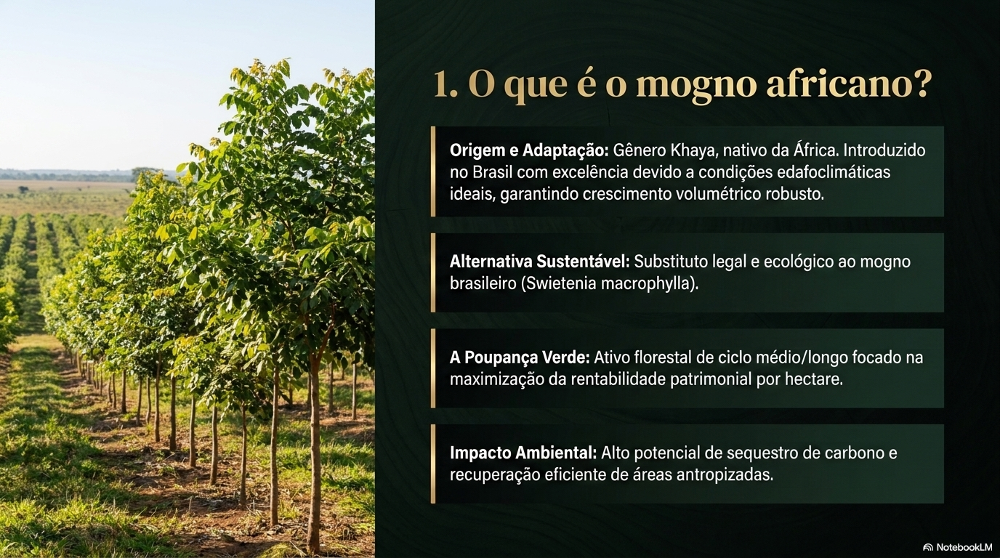 1. O que é o mogno africano?
Origem e Adaptação: Gênero Khaya, nativo da África. Introduzido
no Brasil com excelência devido a condições edafoclimáticas
ideais, garantindo crescimento volumétrico robusto.
Alternativa Sustentável: Substituto legal e ecológico ao mogno
brasileiro (Swietenia macrophylla).
A Poupança Verde: Ativo florestal de ciclo médio/longo focado na
maximização da rentabilidade patrimonial por hectare.
Impacto Ambiental: Alto potencial de sequestro de carbono e
recuperação eficiente de áreas antropizadas.
NotebookLM